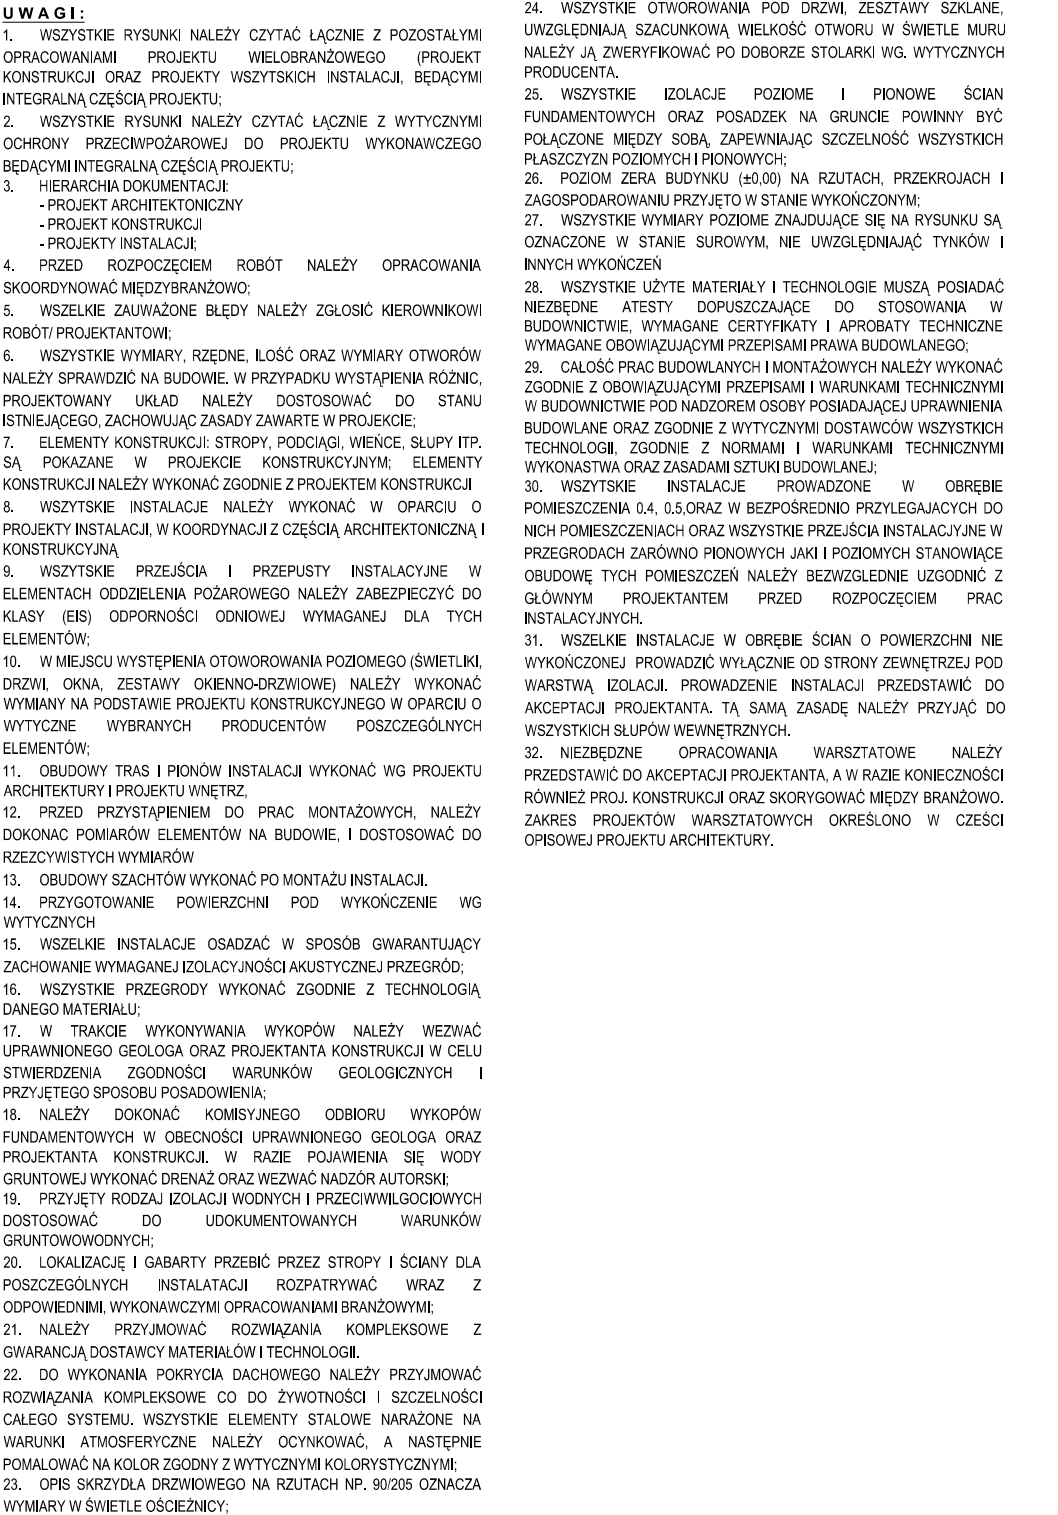 UWAGI:
1. WSZYSTKIE RYSUNKI NALEŻY CZYTAĆ ŁĄCZNIE Z POZOSTAŁYMI
OPRACOWANIAMI PROJEKTU WIELOBRANŻOWEGO (PROJEKT
KONSTRUKCJI ORAZ PROJEKTY WSZYTSKICH INSTALACJI, BĘDĄCYMI
INTEGRALNĄ CZĘŚCIĄ PROJEKTU;
2. WSZYSTKIE RYSUNKI NALEŻY CZYTAĆ ŁĄCZNIE Z WYTYCZNYMI
OCHRONY PRZECIWPOŻAROWEJ DO PROJEKTU WYKONAWCZEGO
BĘDĄCYMI INTEGRALNĄ CZĘŚCIĄ PROJEKTU;
3. HIERARCHIA DOKUMENTACJI:
- PROJEKT ARCHITEKTONICZNY
- PROJEKT KONSTRUKCJI
- PROJEKTY INSTALACJI;
4. PRZED ROZPOCZĘCIEM ROBÓT NALEŻY OPRACOWANIA
SKOORDYNOWAĆ MIĘDZYBRANŻOWO;
5. WSZELKIE ZAUWAŻONE BŁĘDY NALEŻY ZGŁOSIĆ KIEROWNIKOWI
ROBÓT/ PROJEKTANTOWI;
6. WSZYSTKIE WYMIARY, RZĘDNE, ILOŚĆ ORAZ WYMIARY OTWORÓW
NALEŻY SPRAWDZIĆ NA BUDOWIE. W PRZYPADKU WYSTĄPIENIA RÓŻNIC,
PROJEKTOWANY UKŁAD NALEŻY DOSTOSOWAĆ DO STANU
ISTNIEJĄCEGO, ZACHOWUJĄC ZASADY ZAWARTE W PROJEKCIE;
7. ELEMENTY KONSTRUKCJI: STROPY, PODCIĄGI, WIEŃCE, SŁUPY ITP.
SĄ POKAZANE W PROJEKCIE KONSTRUKCYJNYM; ELEMENTY
KONSTRUKCJI NALEŻY WYKONAĆ ZGODNIE Z PROJEKTEM KONSTRUKCJI
8. WSZYSTKIE INSTALACJE NALEŻY WYKONAĆ W OPARCIU O
PROJEKTY INSTALACJI, W KOORDYNACJI Z CZĘŚCIĄ ARCHITEKTONICZNĄ I
KONSTRUKCYJNĄ
9. WSZYTSKIE PRZEJŚCIA I PRZEPUSTY INSTALACYJNE W
ELEMENTACH ODDZIELENIA POŻAROWEGO NALEŻY ZABEZPIECZYĆ DO
KLASY (EIS) ODPORNOŚCI ODNIOWEJ WYMAGANEJ DLA TYCH
ELEMENTÓW;
10. W MIEJSCU WYSTĘPIENIA OTOWOROWANIA POZIOMEGO (ŚWIETLIKI,
DRZWI, OKNA, ZESTAWY OKIENNO-DRZWIOWE) NALEŻY WYKONAĆ
WYMIANY NA PODSTAWIE PROJEKTU KONSTRUKCYJNEGO W OPARCIU O
WYTYCZNE WYBRANYCH PRODUCENTÓW POSZCZEGÓLNYCH
ELEMENTÓW;
11. OBUDOWY TRAS I PIONÓW INSTALACJI WYKONAĆ WG PROJEKTU
ARCHITEKTURY I PROJEKTU WNĘTRZ,
12. PRZED PRZYSTĄPIENIEM DO PRAC MONTAŻOWYCH, NALEŻY
DOKONAC POMIARÓW ELEMENTÓW NA BUDOWIE, I DOSTOSOWAĆ DO
RZEZCYWISTYCH WYMIARÓW
13. OBUDOWY SZACHTÓW WYKONAĆ PO MONTAŻU INSTALACJI.
14. PRZYGOTOWANIE POWIERZCHNI POD WYKOŃCZENIE WG
WYTYCZNYCH
15. WSZELKIE INSTALACJE OSADZAĆ W SPOSÓB GWARANTUJĄCY
ZACHOWANIE WYMAGANEJ IZOLACYJNOŚCI AKUSTYCZNEJ PRZEGRÓD;
16. WSZYSTKIE PRZEGRODY WYKONAĆ ZGODNIE Z TECHNOLOGIĄ
DANEGO MATERIAŁU;
17. W TRAKCIE WYKONYWANIA WYKOPÓW NALEŻY WEZWAĆ
UPRAWNIONEGO GEOLOGA ORAZ PROJEKTANTA KONSTRUKCJI W CELU
STWIERDZENIA ZGODNOŚCI WARUNKÓW GEOLOGICZNYCH I
PRZYJĘTEGO SPOSOBU POSADOWIENIA;
18. NALEŻY DOKONAĆ KOMISYJNEGO ODBIORU WYKOPÓW
FUNDAMENTOWYCH W OBECNOŚCI UPRAWNIONEGO GEOLOGA ORAZ
PROJEKTANTA KONSTRUKCJI. W RAZIE POJAWIENIA SIĘ WODY
GRUNTOWEJ WYKONAĆ DRENAŻ ORAZ WEZWAĆ NADZÓR AUTORSKI;
19. PRZYJĘTY RODZAJ IZOLACJI WODNYCH I PRZECIWWILGOCIOWYCH
DOSTOSOWAĆ DO UDOKUMENTOWANYCH WARUNKÓW
GRUNTOWOWODNYCH;
20. LOKALIZACJĘ I GABARTY PRZEBIĆ PRZEZ STROPY I ŚCIANY DLA
POSZCZEGÓLNYCH INSTALATACJI ROZPATRYWAĆ WRAZ Z
ODPOWIEDNIMI, WYKONAWCZYMI OPRACOWANIAMI BRANŻOWYMI;
21. NALEŻY PRZYJMOWAĆ ROZWIĄZANIA KOMPLEKSOWE Z
GWARANCJĄ DOSTAWCY MATERIAŁÓW I TECHNOLOGII.
22. DO WYKONANIA POKRYCIA DACHOWEGO NALEŻY PRZYJMOWAĆ
ROZWIĄZANIA KOMPLEKSOWE CO DO ŻYWOTNOŚCI I SZCZELNOŚCI
CAŁEGO SYSTEMU. WSZYSTKIE ELEMENTY STALOWE NARAŻONE NA
WARUNKI ATMOSFERYCZNE NALEŻY OCYNKOWAĆ, A NASTĘPNIE
POMALOWAĆ NA KOLOR ZGODNY Z WYTYCZNYMI KOLORYSTYCZNYMI;
23. OPIS SKRZYDŁA DRZWIOWEGO NA RZUTACH NP. 90/205 OZNACZA
WYMIARY W ŚWIETLE OŚCIEŻNICY;
24. WSZYSTKIE OTWOROWANIA POD DRZWI, ZESZTAWY SZKLANE,
UWZGLĘDNIAJĄ SZACUNKOWĄ WIELKOŚĆ OTWORU W ŚWIETLE MURU
NALEŻY JĄ ZWERYFIKOWAĆ PO DOBORZE STOLARKI WG. WYTYCZNYCH
PRODUCENTA.
25. WSZYSTKIE IZOLACJE POZIOME I PIONOWE ŚCIAN
FUNDAMENTOWYCH ORAZ POSADZEK NA GRUNCIE POWINNY BYĆ
POŁĄCZONE MIĘDZY SOBĄ, ZAPEWNIAJĄC SZCZELNOŚĆ WSZYSTKICH
PŁASZCZYZN POZIOMYCH I PIONOWYCH;
26. POZIOM ZERA BUDYNKU (±0,00) NA RZUTACH, PRZEKROJACH I
ZAGOSPODAROWANIU PRZYJĘTO W STANIE WYKOŃCZONYM;
27. WSZYSTKIE WYMIARY POZIOME ZNAJDUJĄCE SIĘ NA RYSUNKU SĄ
OZNACZONE W STANIE SUROWYM, NIE UWZGLĘDNIAJĄĆ TYNKÓW I
INNYCH WYKOŃCZEŃ
28. WSZYSTKIE UŻYTE MATERIAŁY I TECHNOLOGIE MUSZĄ POSIADAĆ
NIEZBĘDNE ATESTY DOPUSZCZAJĄCE DO STOSOWANIA W
BUDOWNICTWIE, WYMAGANE CERTYFIKATY I APROBATY TECHNICZNE
WYMAGANE OBOWIĄZUJĄCYMI PRZEPISAMI PRAWA BUDOWLANEGO;
29. CAŁOŚĆ PRAC BUDOWLANYCH I MONTAŻOWYCH NALEŻY WYKONAĆ
ZGODNIE Z OBOWIĄZUJĄCYMI PRZEPISAMI I WARUNKAMI TECHNICZNYMI
W BUDOWNICTWIE POD NADZOREM OSOBY POSIADAJĄCEJ UPRAWNIENIA
BUDOWLANE ORAZ ZGODNIE Z WYTYCZNYMI DOSTAWCÓW WSZYSTKICH
TECHNOLOGII, ZGODNIE Z NORMAMI I WARUNKAMI TECHNICZNYMI
WYKONASTWA ORAZ ZASADAMI SZTUKI BUDOWLANEJ;
30. WSZYTSKIE INSTALACJE PROWADZONE W OBRĘBIE
POMIESZCZENIA 0.4, 0.5,ORAZ W BEZPOŚREDNIO PRZYLEGAJACYCH DO
NICH POMIESZCZENIACH ORAZ WSZYSTKIE PRZEJŚCIA INSTALACJYJNE W
PRZEGRODACH ZARÓWNO PIONOWYCH JAKI I POZIOMYCH STANOWIĄCE
OBUDOWĘ TYCH POMIESZCZEŃ NALEŻY BEZWZGLEDNIE UZGODNIĆ Z
GŁÓWNYM PROJEKTANTEM PRZED ROZPOCZĘCIEM PRAC
INSTALACYJNYCH.
31. WSZELKIE INSTALACJE W OBRĘBIE ŚCIAN O POWIERZCHNI NIE
WYKOŃCZONEJ PROWADZIĆ WYŁĄCZNIE OD STRONY ZEWNĘTRZEJ POD
WARSTWĄ IZOLACJI. PROWADZENIE INSTALACJI PRZEDSTAWIĆ DO
AKCEPTACJI PROJEKTANTA. TĄ SAMĄ ZASADĘ NALEŻY PRZYJĄĆ DO
WSZYSTKICH SŁUPÓW WEWNĘTRZNYCH.
32. NIEZBĘDZNE OPRACOWANIA WARSZTATOWE NALEŻY
PRZEDSTAWIĆ DO AKCEPTACJI PROJEKTANTA, A W RAZIE KONIECZNOŚCI
RÓWNIEŻ PROJ. KONSTRUKCJI ORAZ SKORYGOWAĆ MIĘDZY BRANŻOWO.
ZAKRES PROJEKTÓW WARSZTATOWYCH OKREŚLONO W CZEŚCI
OPISOWEJ PROJEKTU ARCHITEKTURY.